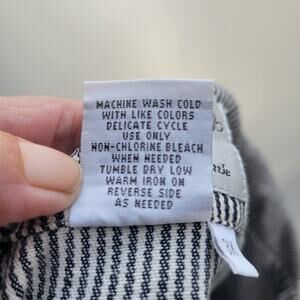 MACHINE WASH COLD
WITH LIKE COLORS
DELICATE CYCLE
USE ONLY
NON-CHLORINE BLEACH
WHEN NEEDED
TUMBLE DRY LOW
WARM IRON ON
REVERSE SIDE
AS NEEDED
3X